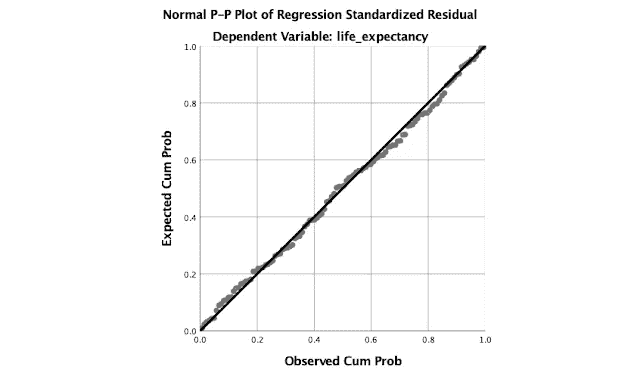 Normal P-P Plot of Regression Standardized Residual
Dependent Variable: life_expectancy
1.0
0.8
0.6
0.4
0.2
0.0
0.0 0.2 0.4 0.6 0.8 1.0
Expected Cum Prob
Observed Cum Prob